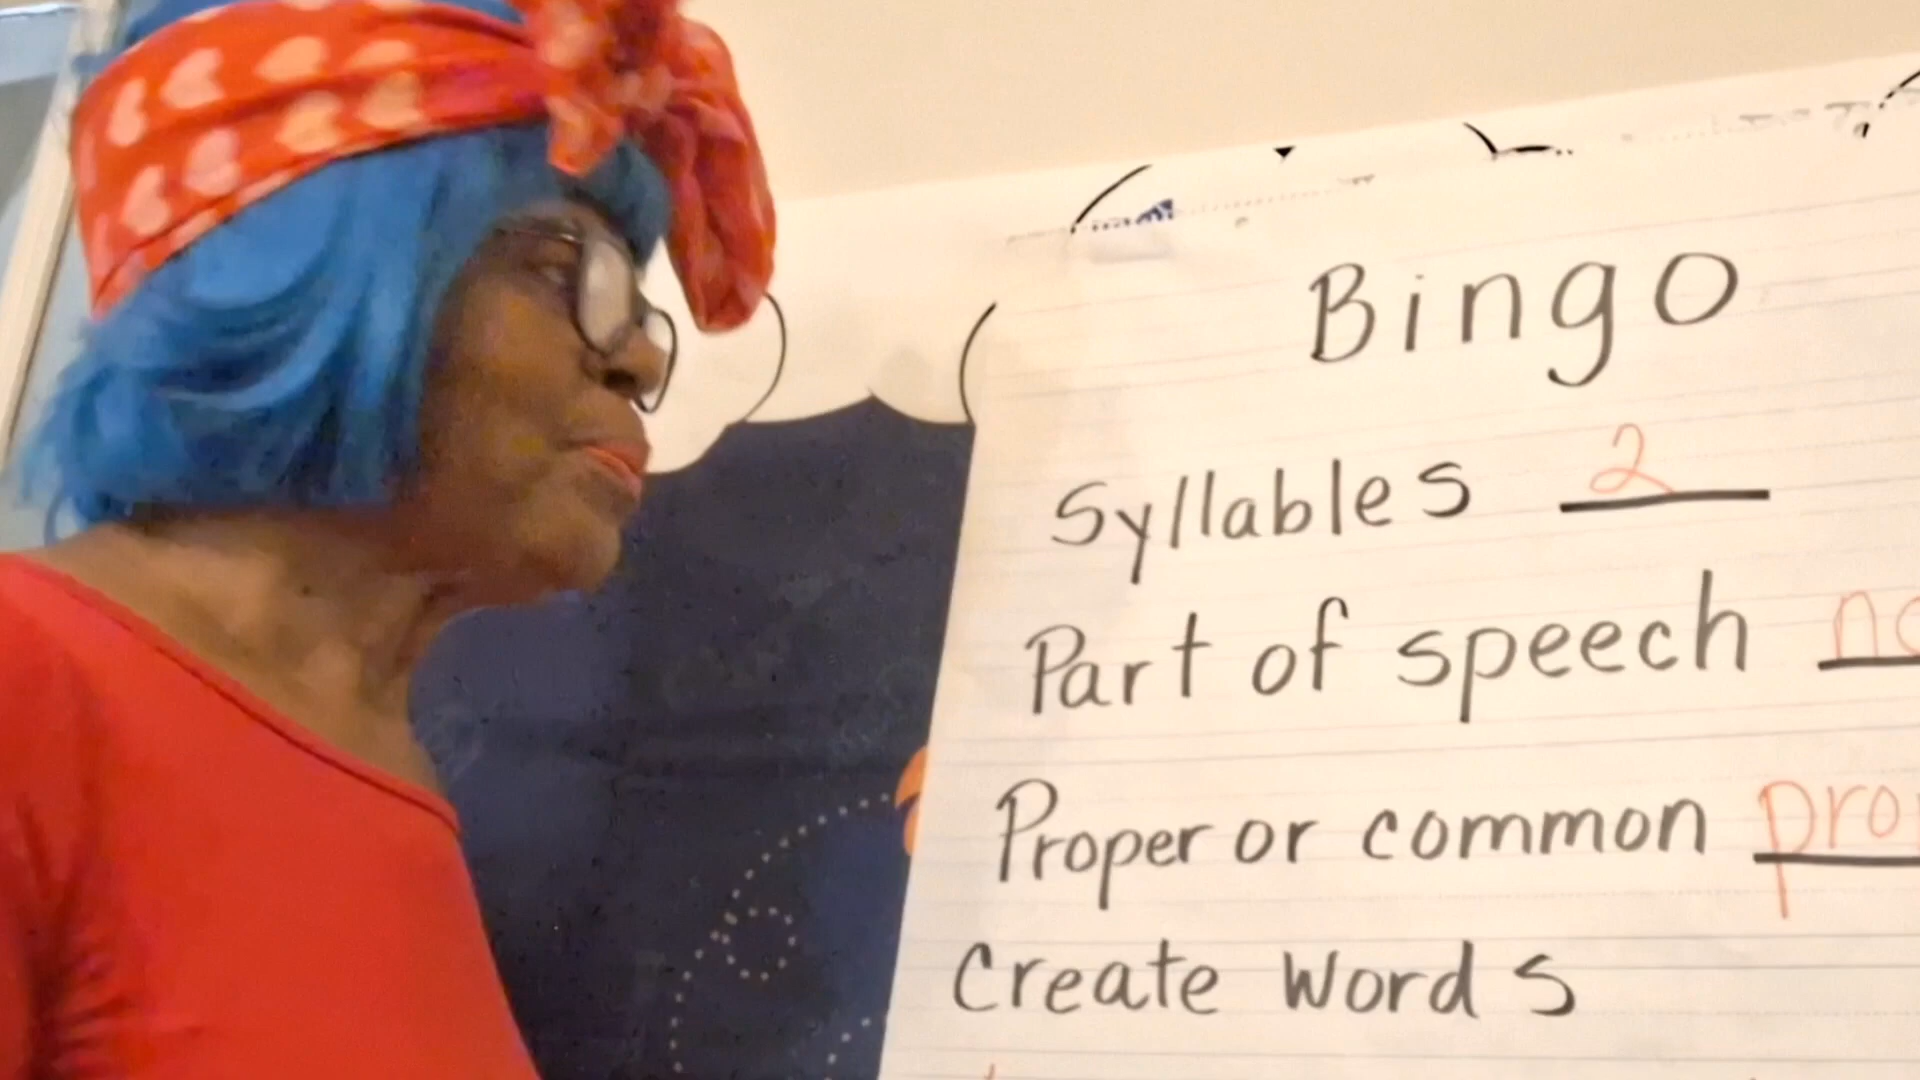 Bingo
Syllables 2
Part of speech
Proper or common
Create words